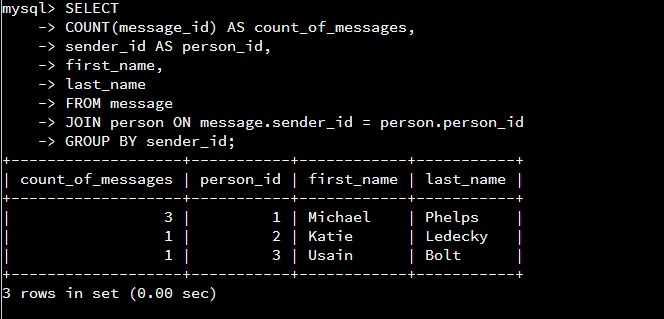 mysql> SELECT
    -> COUNT(message_id) AS count_of_messages,
    -> sender_id AS person_id,
    -> first_name,
    -> last_name
    -> FROM message
    -> JOIN person ON message.sender_id = person.person_id
    -> GROUP BY sender_id;
+-------------------+-----------+------------+-----------+
| count_of_messages | person_id | first_name | last_name |
+-------------------+-----------+------------+-----------+
|                 3 |         1 | Michael    | Phelps    |
|                 1 |         2 | Katie      | Ledecky   |
|                 1 |         3 | Usain      | Bolt      |
+-------------------+-----------+------------+-----------+
3 rows in set (0.00 sec)